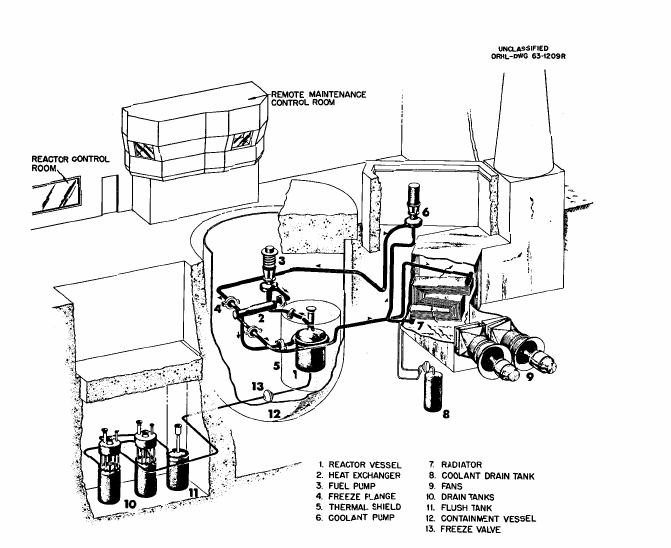 UNCLASSIFIED
ORNL-DWG 63-1209R
REMOTE MAINTENANCE
CONTROL ROOM
REACTOR CONTROL
ROOM
6
3
4
2
7
5
1
9
13
12
8
10
11
1. REACTOR VESSEL
2. HEAT EXCHANGER
3. FUEL PUMP
4. FREEZE FLANGE
5. THERMAL SHIELD
6. COOLANT PUMP
7. RADIATOR
8. COOLANT DRAIN TANK
9. FANS
10. DRAIN TANKS
11. FLUSH TANK
12. CONTAINMENT VESSEL
13. FREEZE VALVE